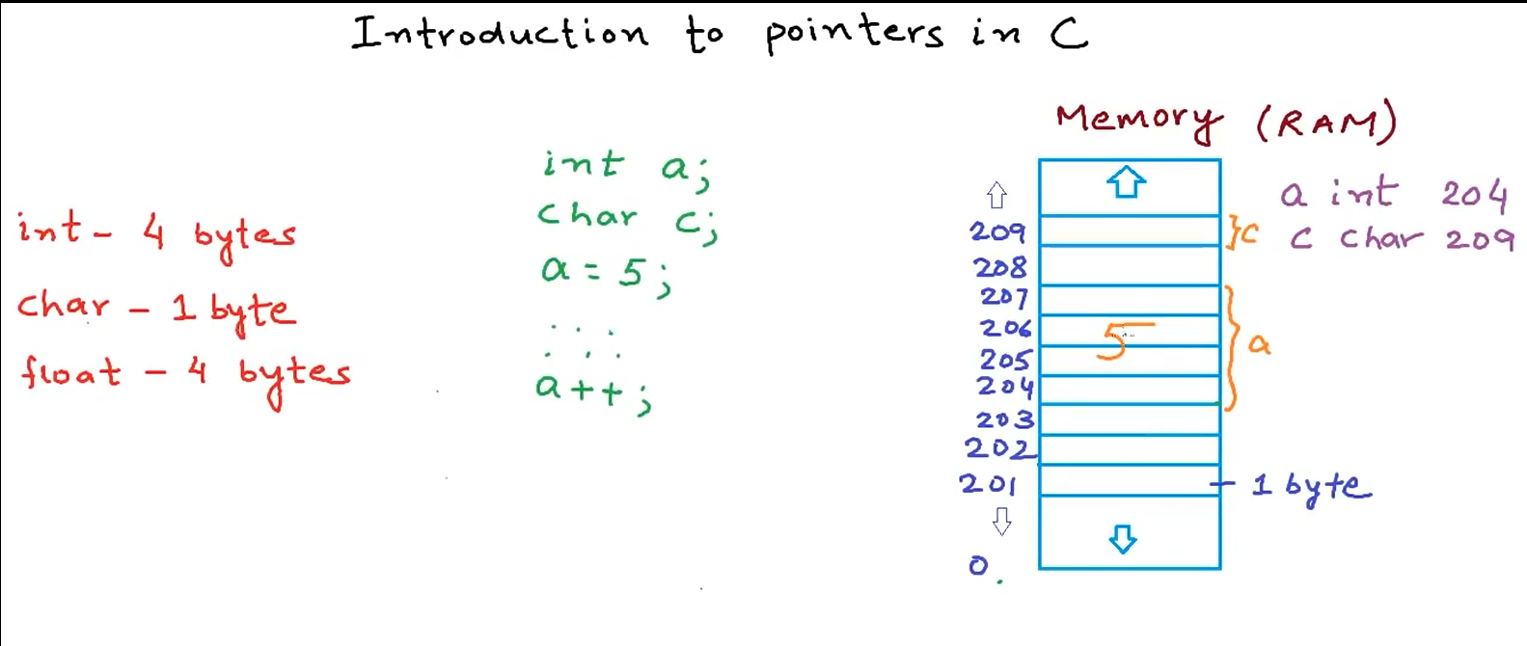 Introduction to pointers in C
int - 4 bytes
char - 1 byte
float - 4 bytes
int a;
char c;
a = 5;
...
...
a++;
Memory (RAM)
209
208
207
206
205
204
203
202
201
0
5
}c
}a
1 byte
a int 204
c char 209